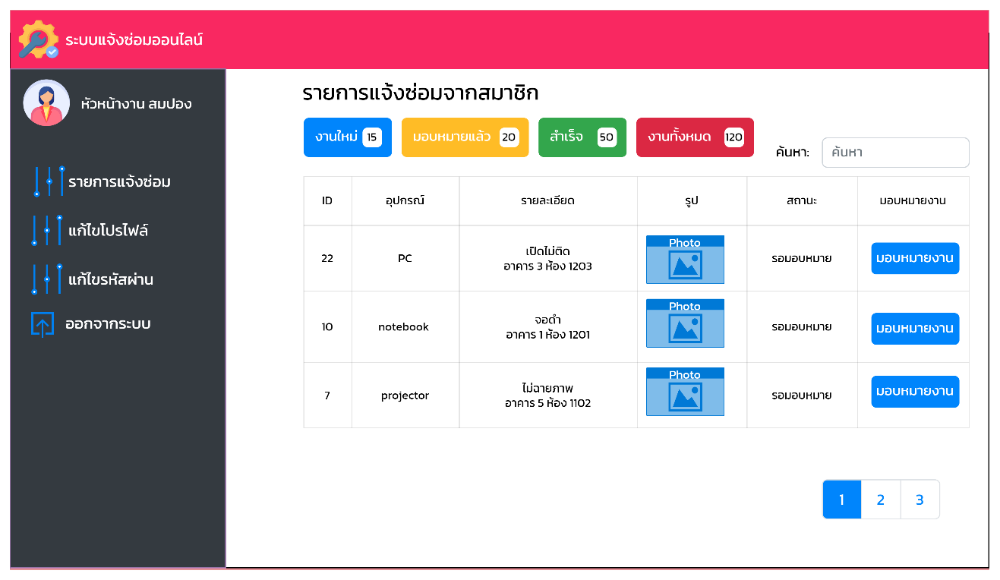 ระบบแจ้งซ่อมออนไลน์
หัวหน้างาน สมปอง
รายการแจ้งซ่อม
แก้ไขโปรไฟล์
แก้ไขรหัสผ่าน
ออกจากระบบ
รายการแจ้งซ่อมจากสมาชิก
งานใหม่ 15 มอบหมายแล้ว 20 สำเร็จ 50 งานทั้งหมด 120
ค้นหา: ค้นหา
ID อุปกรณ์ รายละเอียด รูป สถานะ มอบหมายงาน
22 PC เปิดไม่ติด Photo รอมอบหมาย มอบหมายงาน
อาคาร 3 ห้อง 1203
10 notebook จอดำ Photo รอมอบหมาย มอบหมายงาน
อาคาร 1 ห้อง 1201
7 projector ไม่ฉายภาพ Photo รอมอบหมาย มอบหมายงาน
อาคาร 5 ห้อง 1102
1 2 3